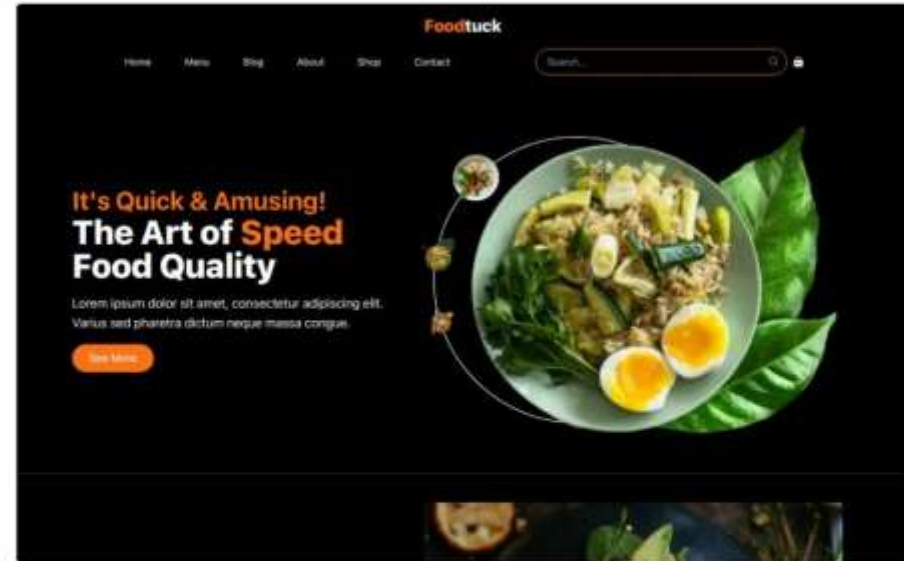 Foodtuck
Home Menu Blog About Shop Contact Search...
It's Quick & Amusing!
The Art of Speed
Food Quality
Lorem ipsum dolor sit amet, consectetur adipiscing elit.
Varius sed pharetra dictum neque massa congue.
See Menu